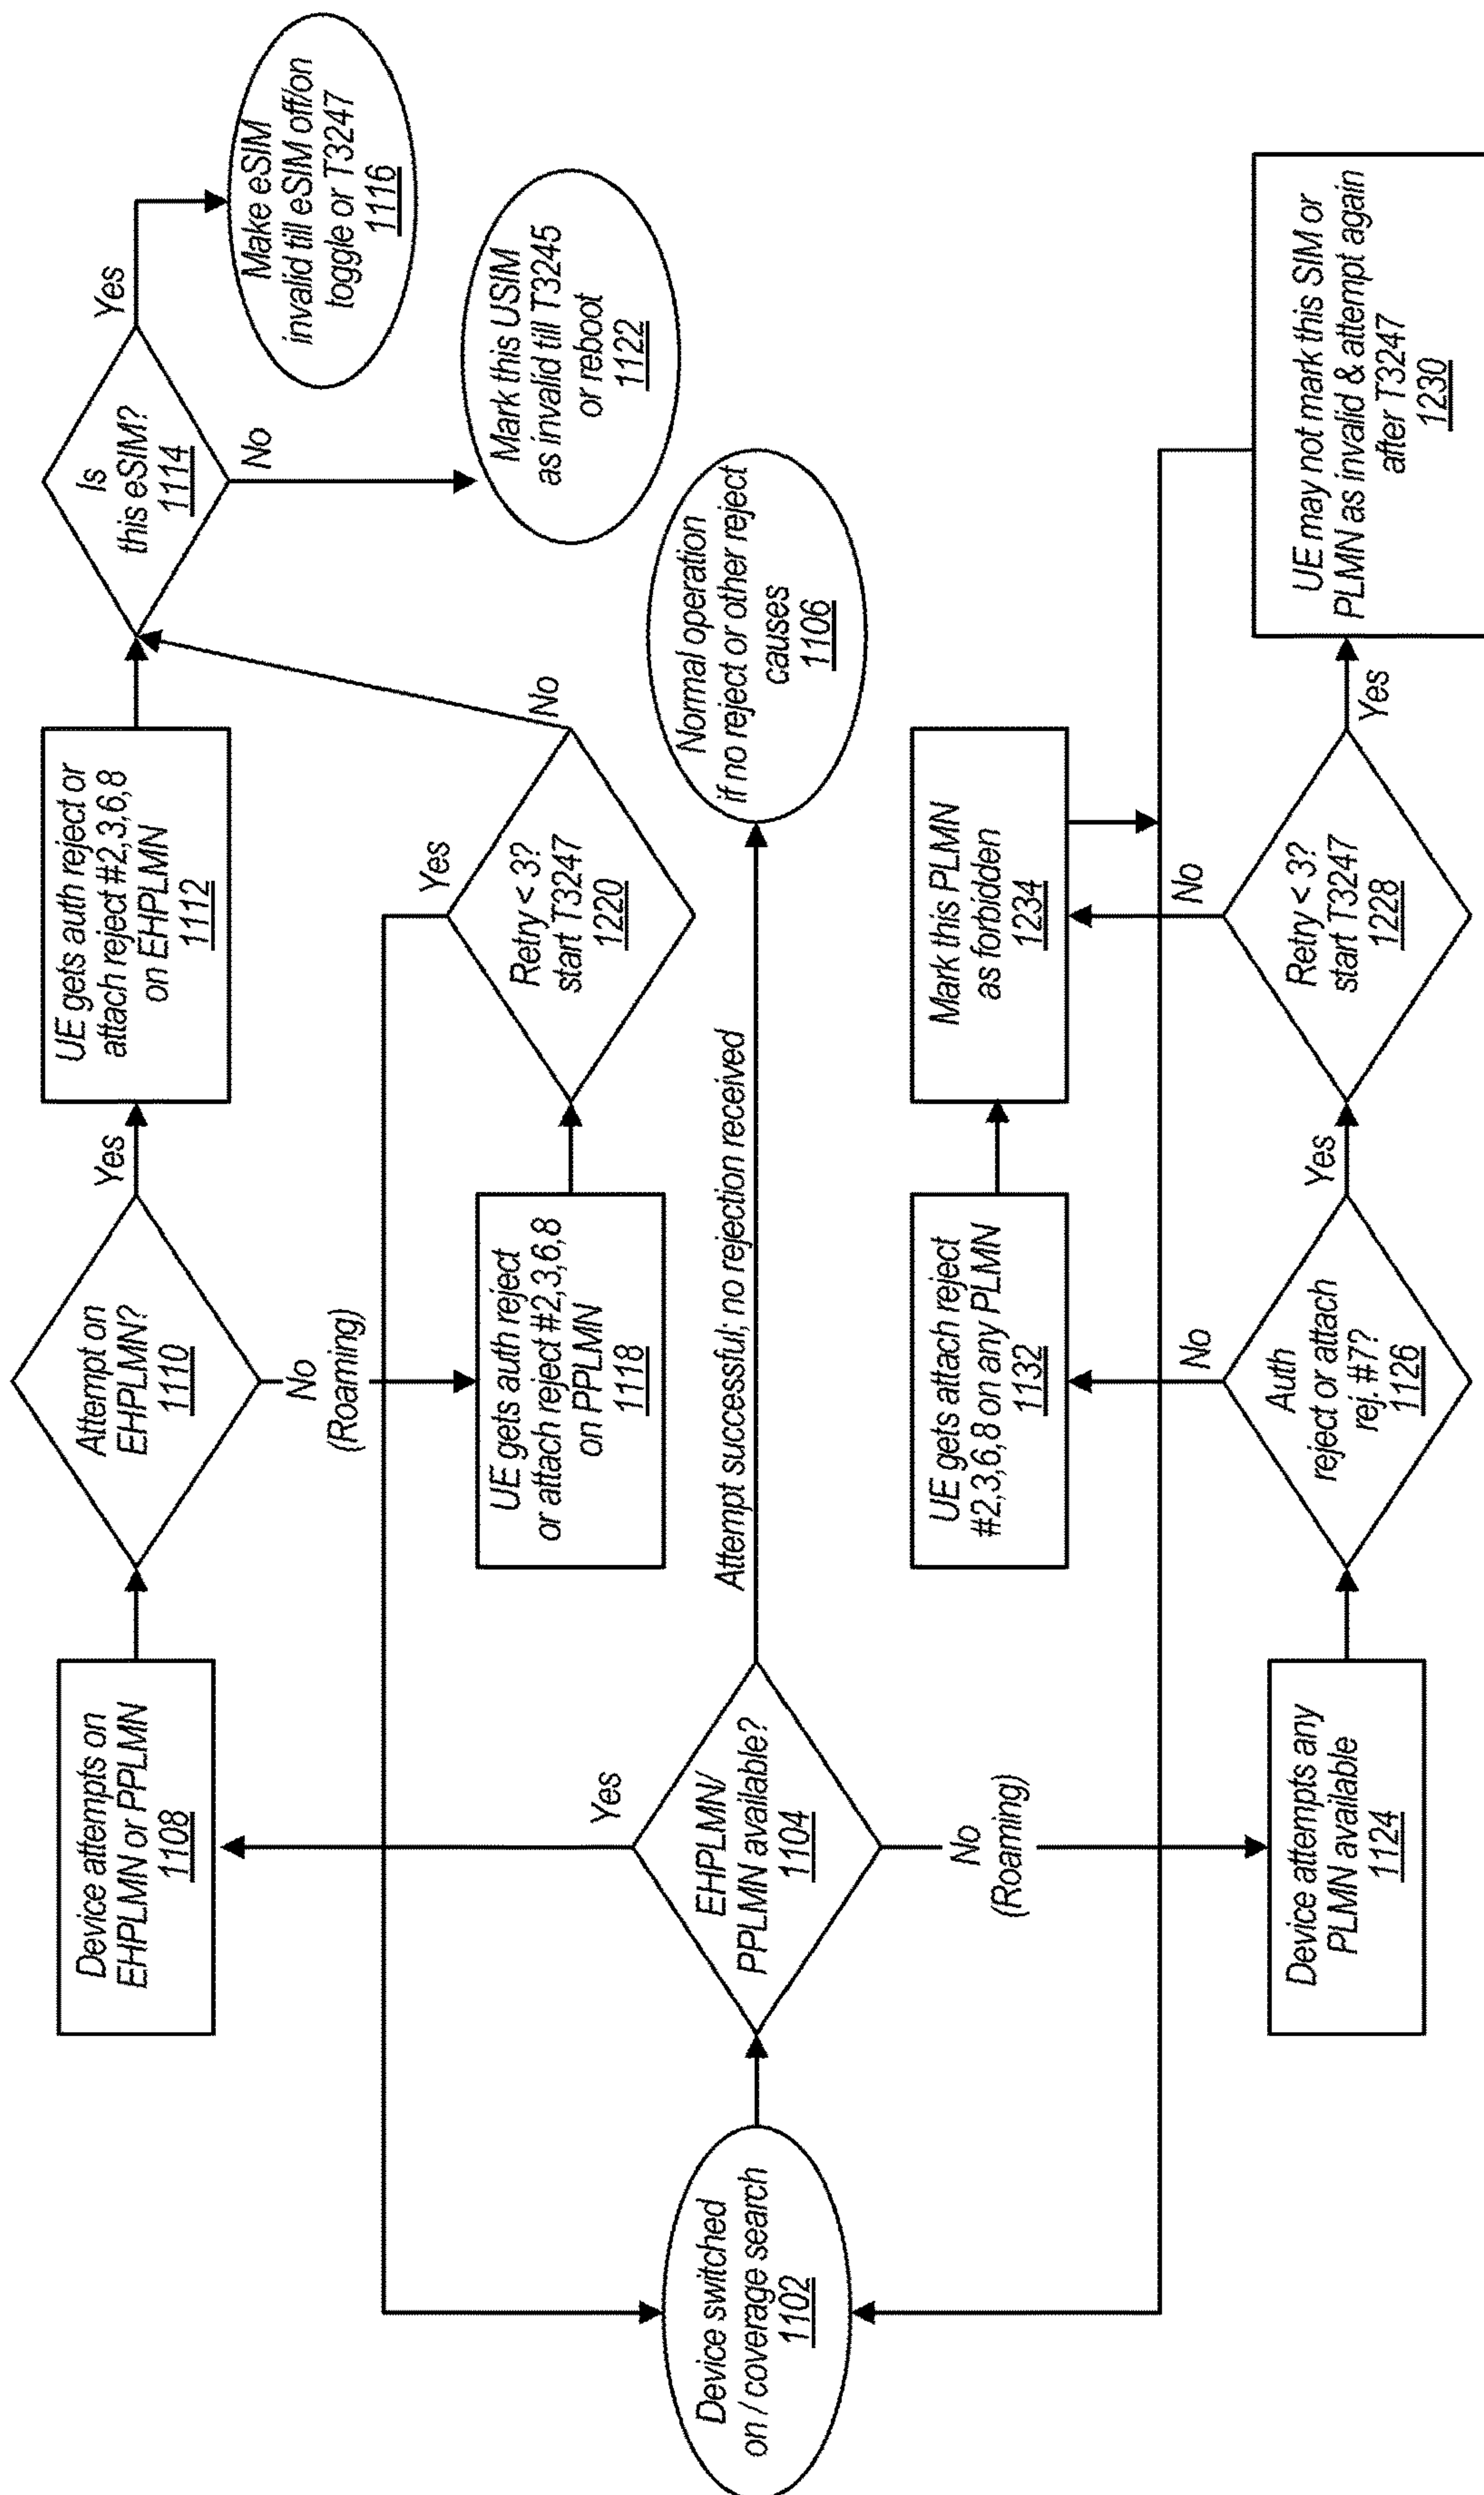 Device switched
on / coverage search
1102
EHPLMN/
PPLMN available?
1104
Yes
No
(Roaming)
Attempt successful; no rejection received
Normal operation
if no reject or other reject
causes
1106
Device attempts on
EHPLMN or PPLMN
1108
Attempt on
EHPLMN?
1110
Yes
No
(Roaming)
UE gets auth reject or
attach reject #2,3,6,8
on EHPLMN
1112
Is
this eSIM?
1114
Yes
No
Make eSIM
invalid till eSIM off/on
toggle or T3247
1116
Mark this USIM
as invalid till T3245
or reboot
1122
UE gets auth reject
or attach reject #2,3,6,8
on PPLMN
1118
Retry < 3?
start T3247
1220
Yes
No
Device attempts any
PLMN available
1124
Auth
reject or attach
rej. #7?
1126
Yes
No
UE gets attach reject
#2,3,6,8 on any PLMN
1132
Mark this PLMN
as forbidden
1234
Retry < 3?
start T3247
1228
No
Yes
UE may not mark this SIM or
PLMN as invalid & attempt again
after T3247
1230